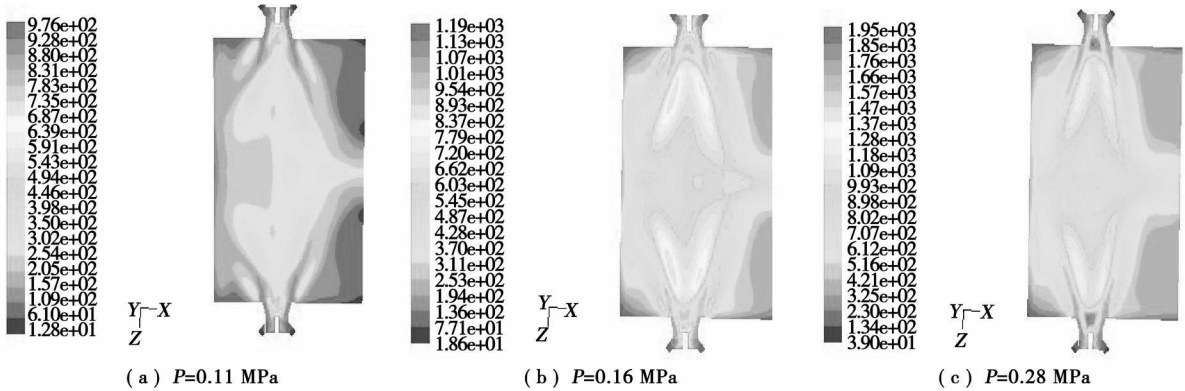 9.76e+02
9.28e+02
8.80e+02
8.31e+02
7.83e+02
7.35e+02
6.39e+02
5.91e+02
5.43e+02
4.94e+02
4.46e+02
3.98e+02
3.50e+02
3.02e+02
2.54e+02
2.05e+02
1.57e+02
1.09e+02
6.10e+01
1.28e+01
Y X
Z
(a) P=0.11 MPa
1.19e+03
1.13e+03
1.07e+03
1.01e+03
9.54e+02
8.93e+02
8.37e+02
7.79e+02
7.20e+02
6.62e+02
6.03e+02
5.45e+02
4.87e+02
4.28e+02
3.70e+02
3.11e+02
2.53e+02
1.94e+02
1.36e+02
7.71e+01
1.86e+01
Y X
Z
(b) P=0.16 MPa
1.95e+03
1.85e+03
1.76e+03
1.66e+03
1.57e+03
1.47e+03
1.37e+03
1.28e+03
1.18e+03
1.09e+03
9.93e+02
8.98e+02
8.02e+02
7.07e+02
6.12e+02
5.16e+02
4.21e+02
3.25e+02
2.30e+02
1.34e+02
3.90e+01
Y X
Z
(c) P=0.28 MPa